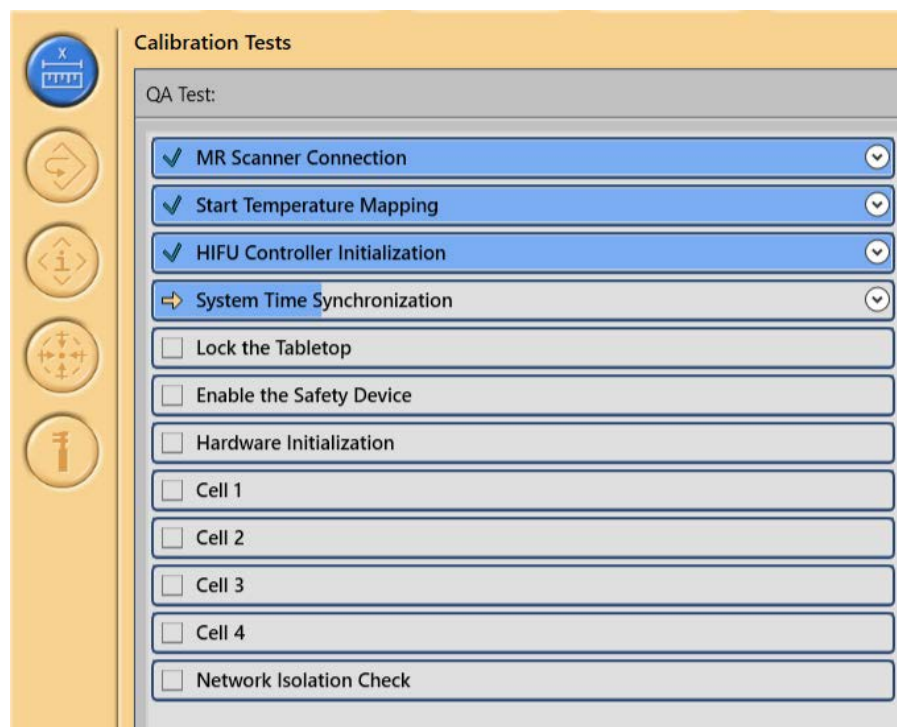 Calibration Tests
QA Test:
MR Scanner Connection
Start Temperature Mapping
HIFU Controller Initialization
System Time Synchronization
Lock the Tabletop
Enable the Safety Device
Hardware Initialization
Cell 1
Cell 2
Cell 3
Cell 4
Network Isolation Check